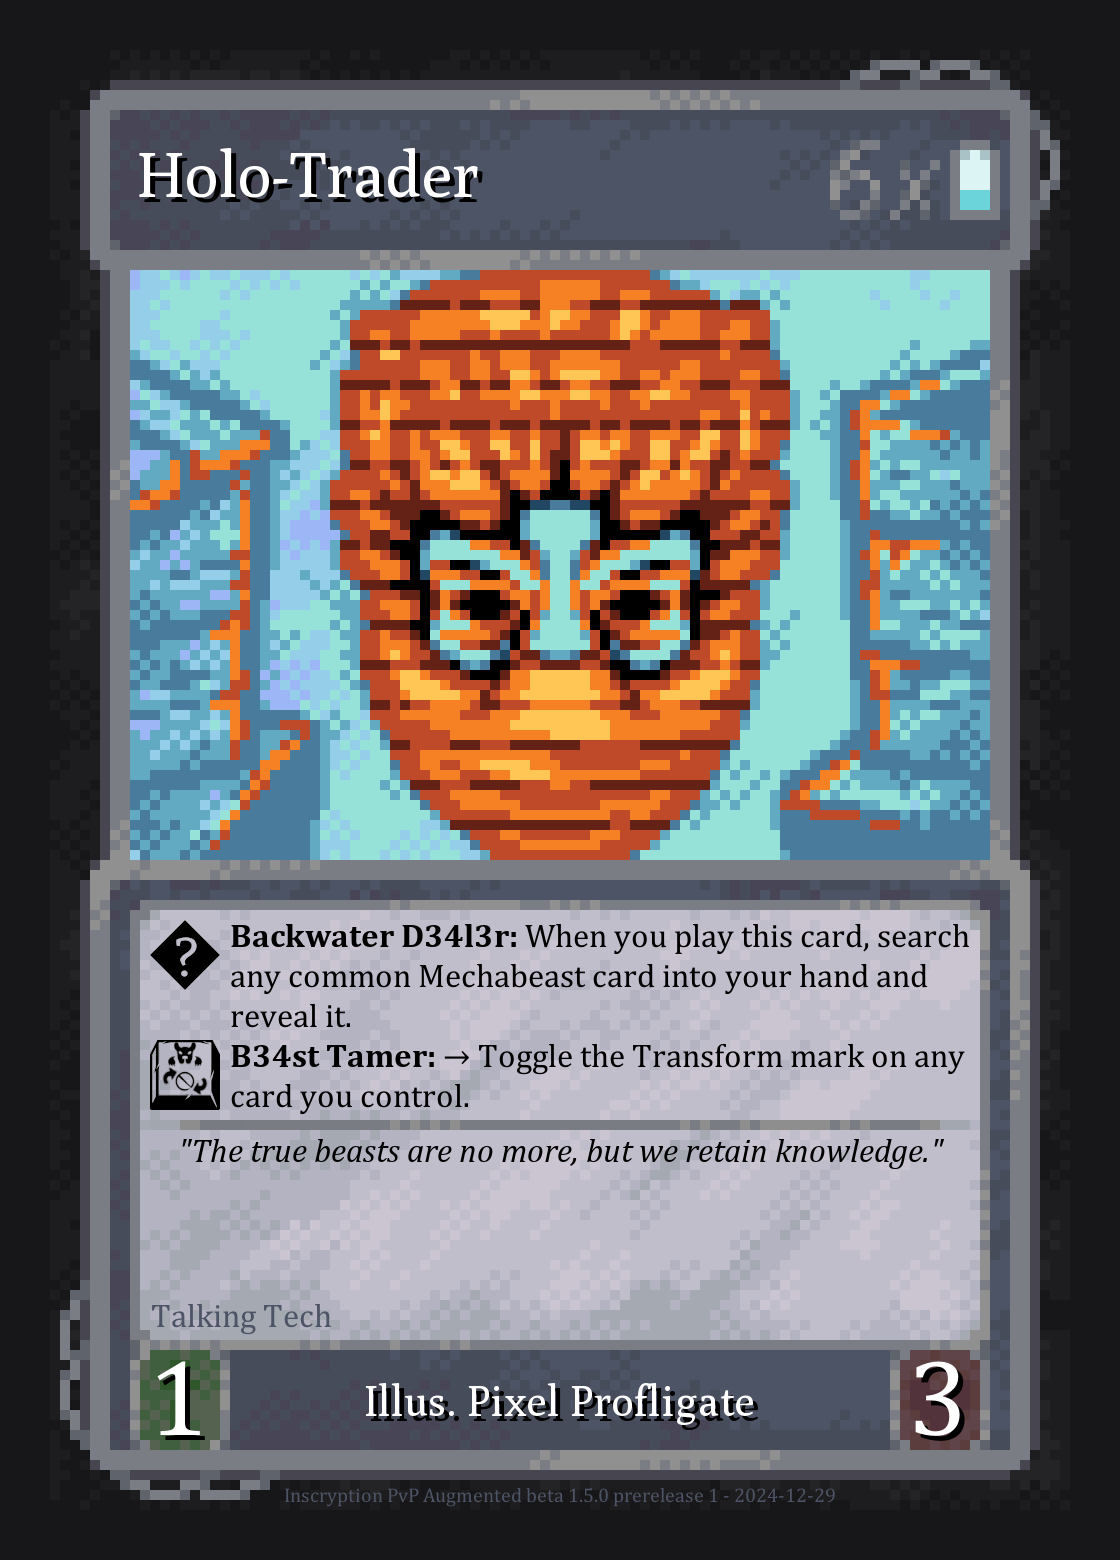 Holo-Trader
6x
?
Backwater D34l3r: When you play this card, search
any common Mechabeast card into your hand and
reveal it.
B34st Tamer: → Toggle the Transform mark on any
card you control.
"The true beasts are no more, but we retain knowledge."
Talking Tech
1
Illus. Pixel Profligate
3
Inscryption PvP Augmented beta 1.5.0 prerelease 1 - 2024-12-29